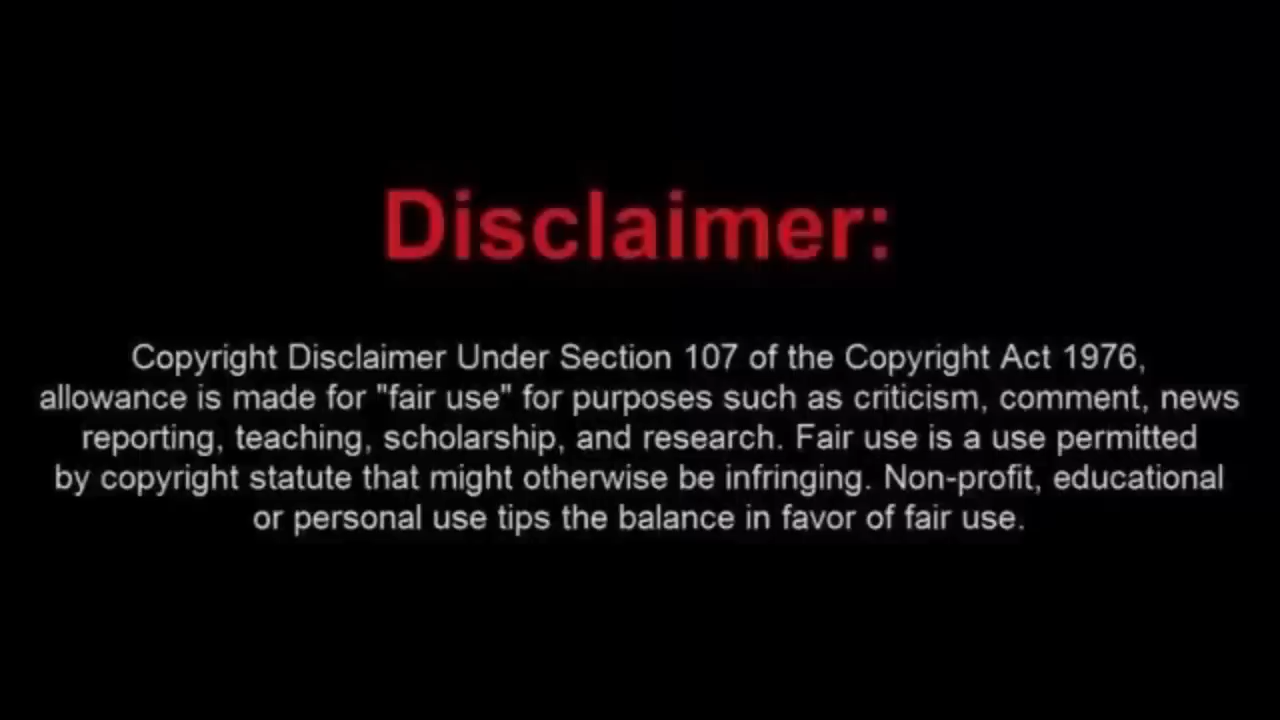 Disclaimer:
Copyright Disclaimer Under Section 107 of the Copyright Act 1976,
allowance is made for "fair use" for purposes such as criticism, comment, news
reporting, teaching, scholarship, and research. Fair use is a use permitted
by copyright statute that might otherwise be infringing. Non-profit, educational
or personal use tips the balance in favor of fair use.